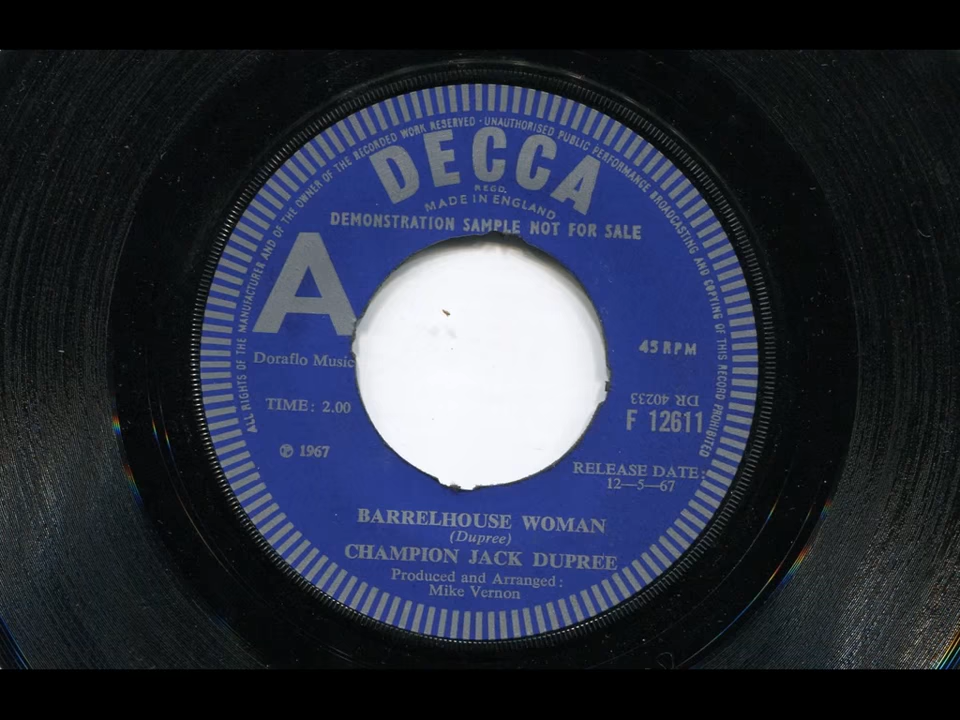 ALL RIGHTS OF THE MANUFACTURER AND OF THE OWNER OF THE RECORDED WORK RESERVED · UNAUTHORISED PUBLIC PERFORMANCE BROADCASTING AND COPYING OF THIS RECORD PROHIBITED
DECCA
REGD.
MADE IN ENGLAND
DEMONSTRATION SAMPLE NOT FOR SALE
A
45 RPM
Doraflo Music
DR 40233
TIME: 2.00
F 12611
℗ 1967
RELEASE DATE:
12—5—67
BARRELHOUSE WOMAN
(Dupree)
CHAMPION JACK DUPREE
Produced and Arranged:
Mike Vernon